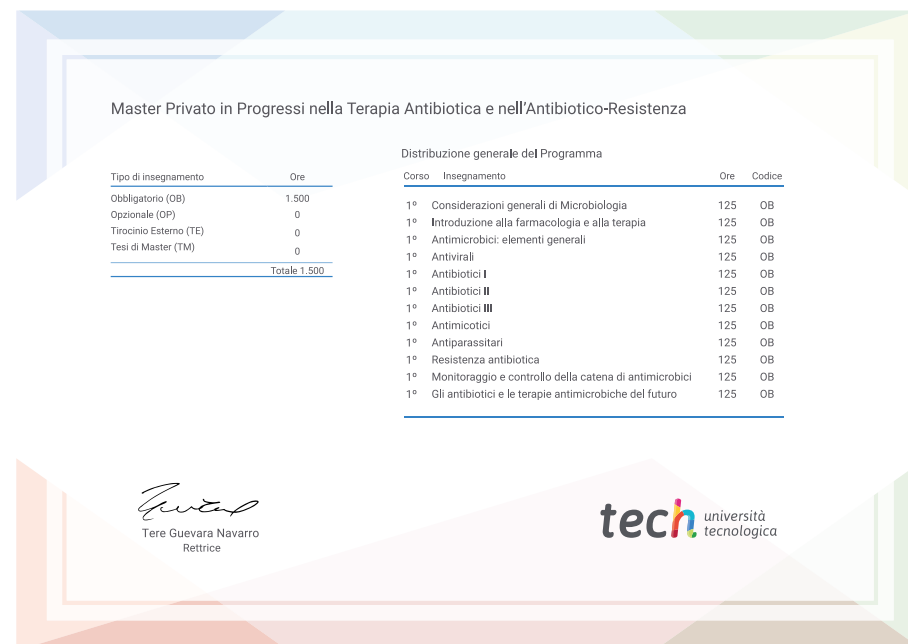 Master Privato in Progressi nella Terapia Antibiotica e nell'Antibiotico-Resistenza
Tipo di insegnamento Ore
Obbligatorio (OB) 1.500
Opzionale (OP) 0
Tirocinio Esterno (TE) 0
Tesi di Master (TM) 0
Totale 1.500
Distribuzione generale del Programma
Corso Insegnamento Ore Codice
1º Considerazioni generali di Microbiologia 125 OB
1º Introduzione alla farmacologia e alla terapia 125 OB
1º Antimicrobici: elementi generali 125 OB
1º Antivirali 125 OB
1º Antibiotici I 125 OB
1º Antibiotici II 125 OB
1º Antibiotici III 125 OB
1º Antimicotici 125 OB
1º Antiparassitari 125 OB
1º Resistenza antibiotica 125 OB
1º Monitoraggio e controllo della catena di antimicrobici 125 OB
1º Gli antibiotici e le terapie antimicrobiche del futuro 125 OB
Tere Guevara Navarro
Rettrice
tech università
tecnologica